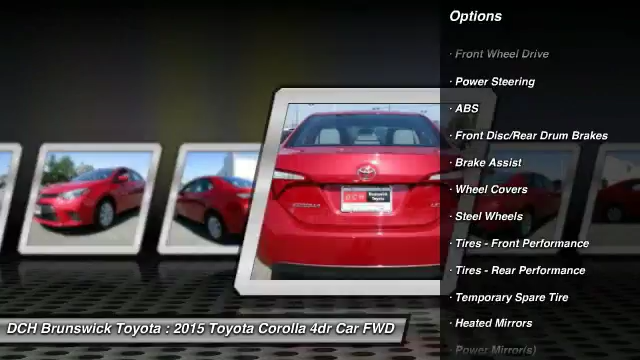 Options
· Front Wheel Drive
· Power Steering
· ABS
· Front Disc/Rear Drum Brakes
· Brake Assist
· Wheel Covers
· Steel Wheels
· Tires - Front Performance
· Tires - Rear Performance
· Temporary Spare Tire
· Heated Mirrors
· Power Mirror(s)
DCH
Brunswick
Toyota
DCH Brunswick Toyota : 2015 Toyota Corolla 4dr Car FWD